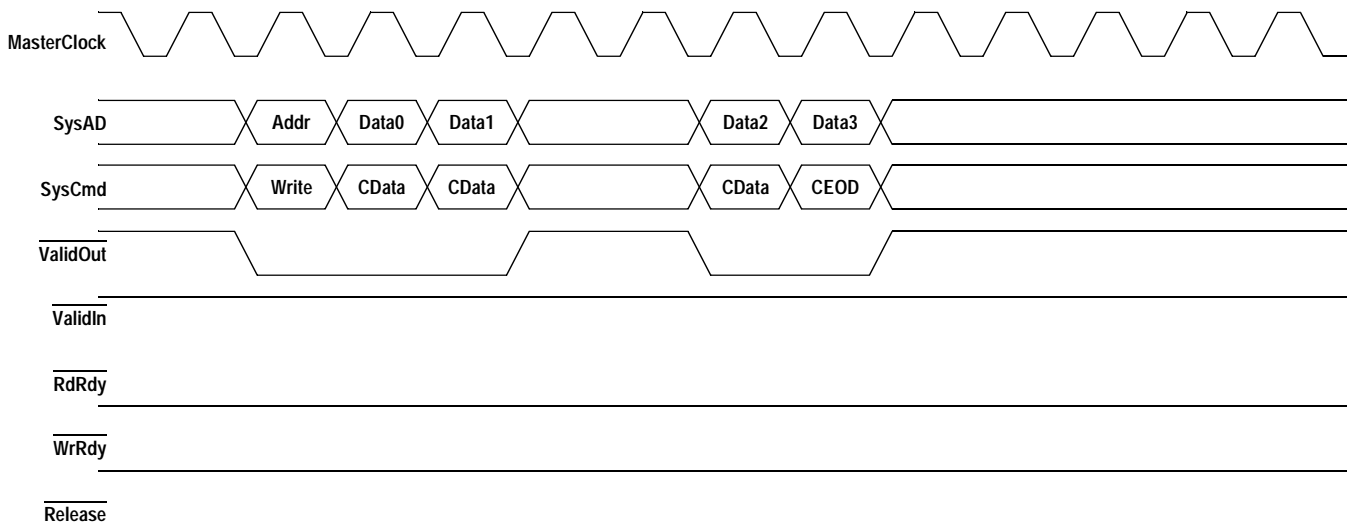 MasterClock
SysAD Addr Data0 Data1 Data2 Data3
SysCmd Write CData CData CData CEOD
ValidOut
ValidIn
RdRdy
WrRdy
Release